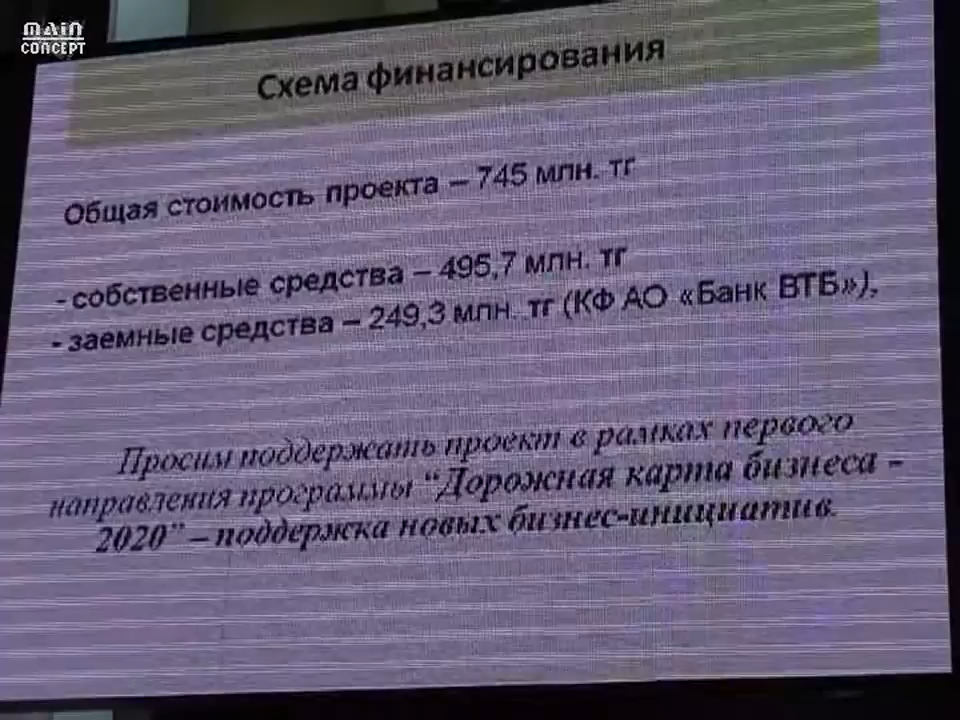 MAIN
CONCEPT
Схема финансирования
Общая стоимость проекта – 745 млн. тг
- собственные средства – 495,7 млн. тг
- заемные средства – 249,3 млн. тг (КФ АО «Банк ВТБ»),
Просим поддержать проект в рамках первого
направления программы “Дорожная карта бизнеса –
2020” – поддержка новых бизнес-инициатив.